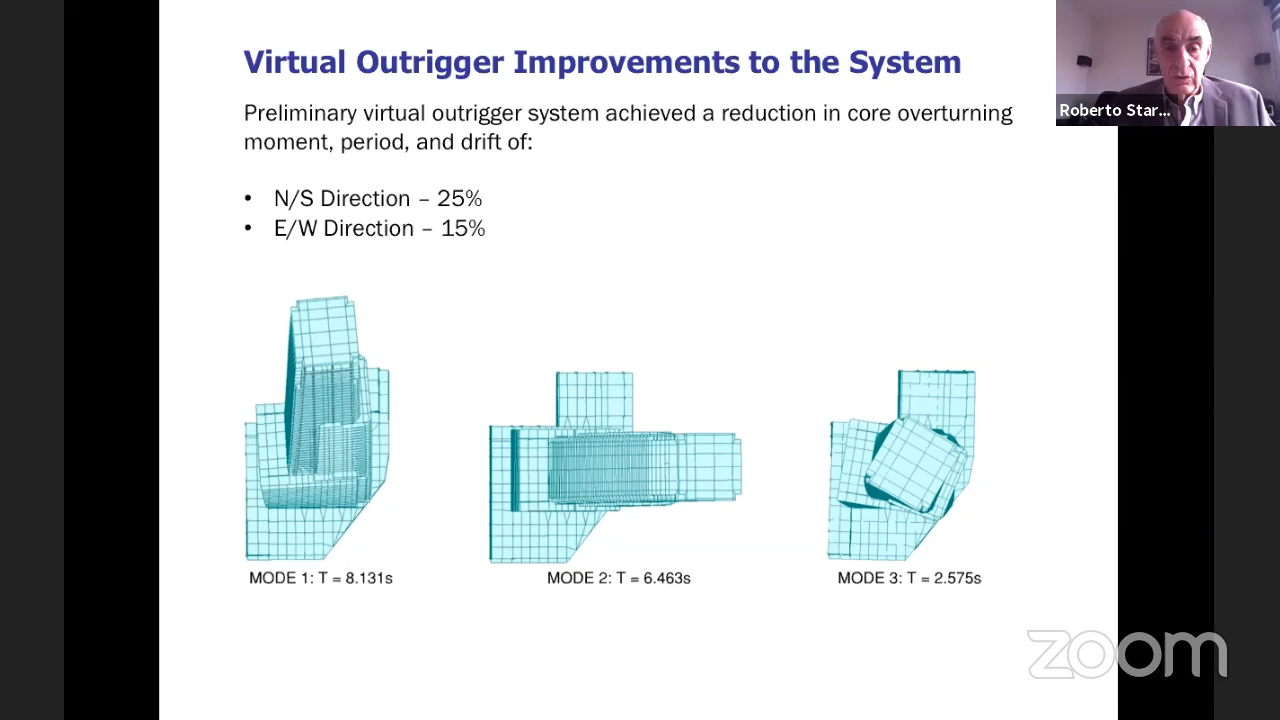 Virtual Outrigger Improvements to the System
Preliminary virtual outrigger system achieved a reduction in core overturning
moment, period, and drift of:
• N/S Direction – 25%
• E/W Direction – 15%
MODE 1: T = 8.131s
MODE 2: T = 6.463s
MODE 3: T = 2.575s
Roberto Star...
zoom